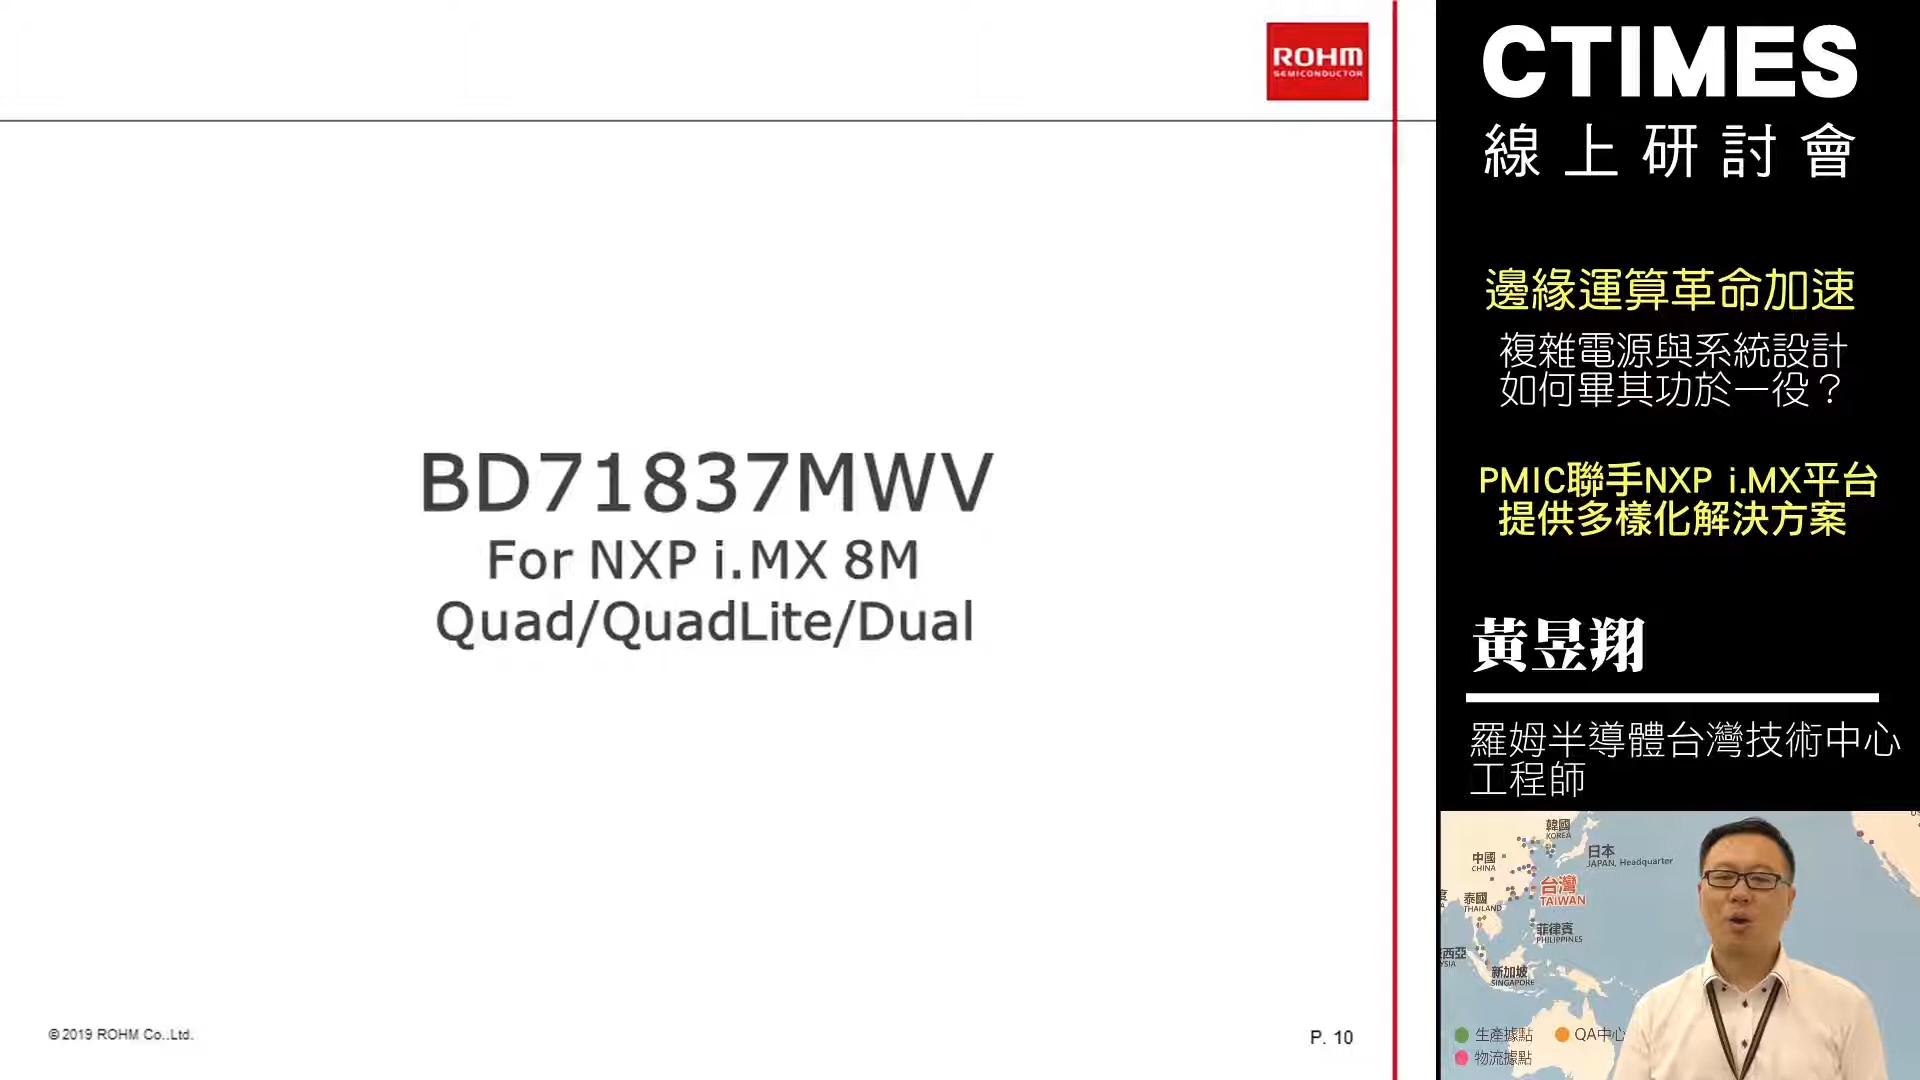 ROHM
SEMICONDUCTOR
BD71837MWV
For NXP i.MX 8M
Quad/QuadLite/Dual
© 2019 ROHM Co.,Ltd.
P. 10
CTIMES
線上研討會
邊緣運算革命加速
複雜電源與系統設計
如何畢其功於一役？
PMIC聯手NXP i.MX平台
提供多樣化解決方案
黃昱翔
羅姆半導體台灣技術中心
工程師
韓國
KOREA
日本
JAPAN, Headquarter
中國
CHINA
台灣
TAIWAN
泰國
THAILAND
菲律賓
PHILIPPINES
西亞
YSIA
新加坡
SINGAPORE
生產據點
QA中心
物流據點